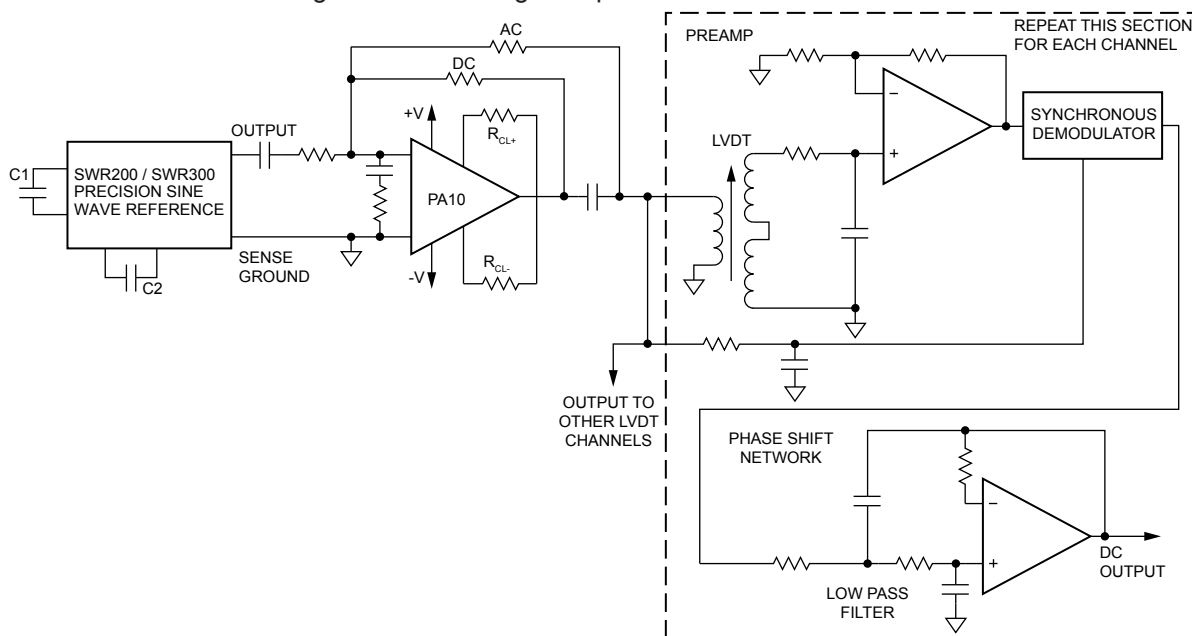 AC
DC
+V
R_CL+
OUTPUT
C1
SWR200 / SWR300
PRECISION SINE
WAVE REFERENCE
PA10
SENSE
GROUND
-V
R_CL-
C2
PREAMP
REPEAT THIS SECTION
FOR EACH CHANNEL
−
+
SYNCHRONOUS
DEMODULATOR
LVDT
OUTPUT TO
OTHER LVDT
CHANNELS
PHASE SHIFT
NETWORK
−
+
DC
OUTPUT
LOW PASS
FILTER